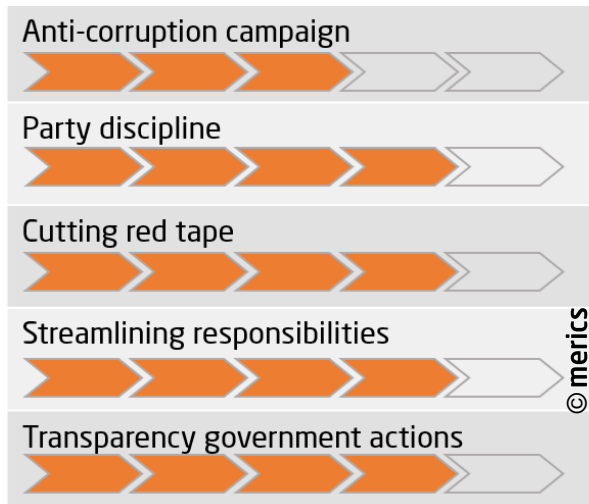 Anti-corruption campaign
Party discipline
Cutting red tape
Streamlining responsibilities
Transparency government actions
© merics